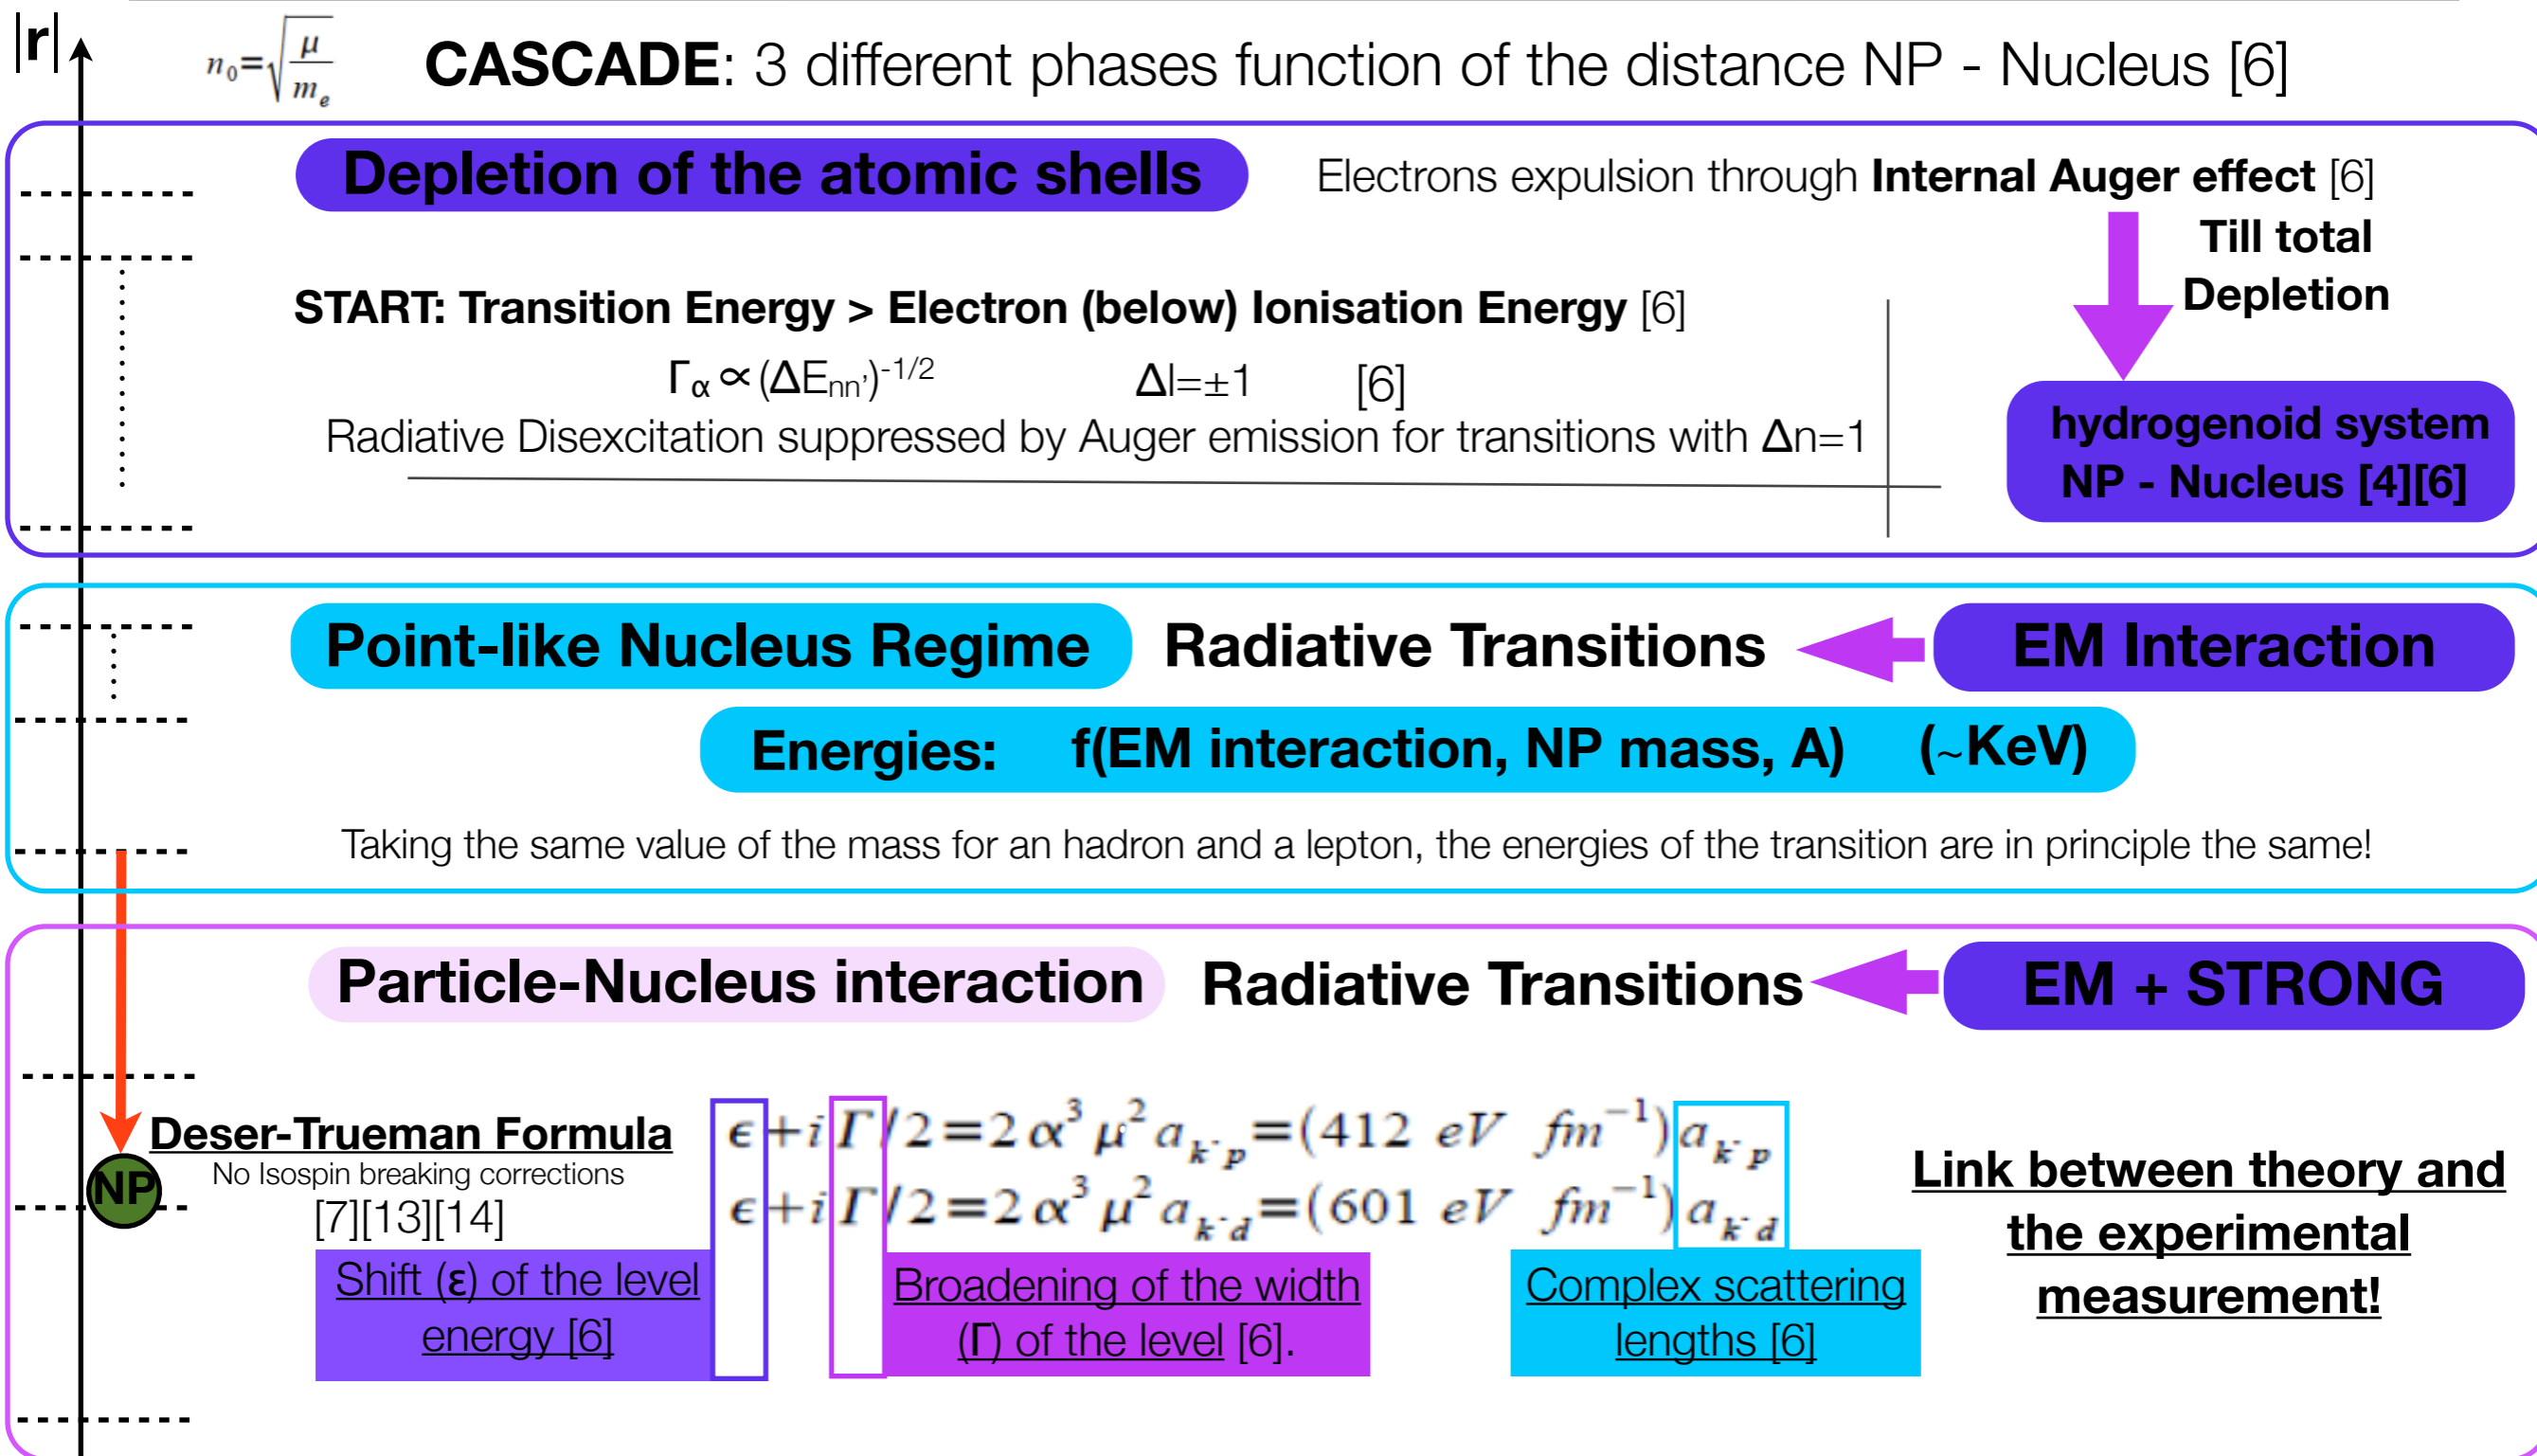 |r|
n₀=√(μ/mₑ)
CASCADE: 3 different phases function of the distance NP - Nucleus [6]
Depletion of the atomic shells
Electrons expulsion through Internal Auger effect [6]
Till total
Depletion
START: Transition Energy > Electron (below) Ionisation Energy [6]
Γα ∝ (ΔEnn’)-1/2 Δl=±1 [6]
Radiative Disexcitation suppressed by Auger emission for transitions with Δn=1
hydrogenoid system
NP - Nucleus [4][6]
Point-like Nucleus Regime
Radiative Transitions
EM Interaction
Energies: f(EM interaction, NP mass, A) (~KeV)
Taking the same value of the mass for an hadron and a lepton, the energies of the transition are in principle the same!
Particle-Nucleus interaction
Radiative Transitions
EM + STRONG
Deser-Trueman Formula
No Isospin breaking corrections
[7][13][14]
NP
ϵ+iΓ/2=2α³μ²a_{k⁻p}=(412 eV fm⁻¹)a_{k⁻p}
ϵ+iΓ/2=2α³μ²a_{k⁻d}=(601 eV fm⁻¹)a_{k⁻d}
Shift (ε) of the level
energy [6]
Broadening of the width
(Γ) of the level [6].
Complex scattering
lengths [6]
Link between theory and
the experimental
measurement!